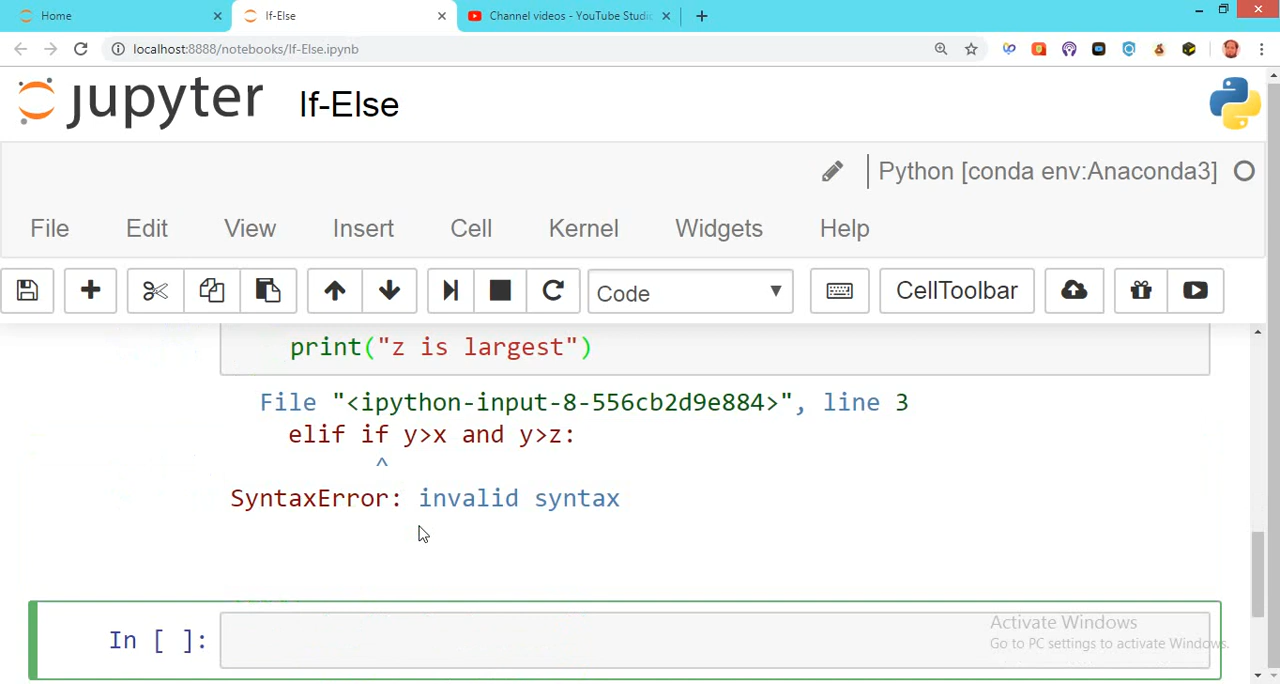 Home
If-Else
Channel videos - YouTube Studio
localhost:8888/notebooks/If-Else.ipynb
jupyter If-Else
Python [conda env:Anaconda3]
File Edit View Insert Cell Kernel Widgets Help
Code CellToolbar
print("z is largest")
File "<ipython-input-8-556cb2d9e884>", line 3
elif if y>x and y>z:
^
SyntaxError: invalid syntax
In [ ]:
Activate Windows
Go to PC settings to activate Windows.